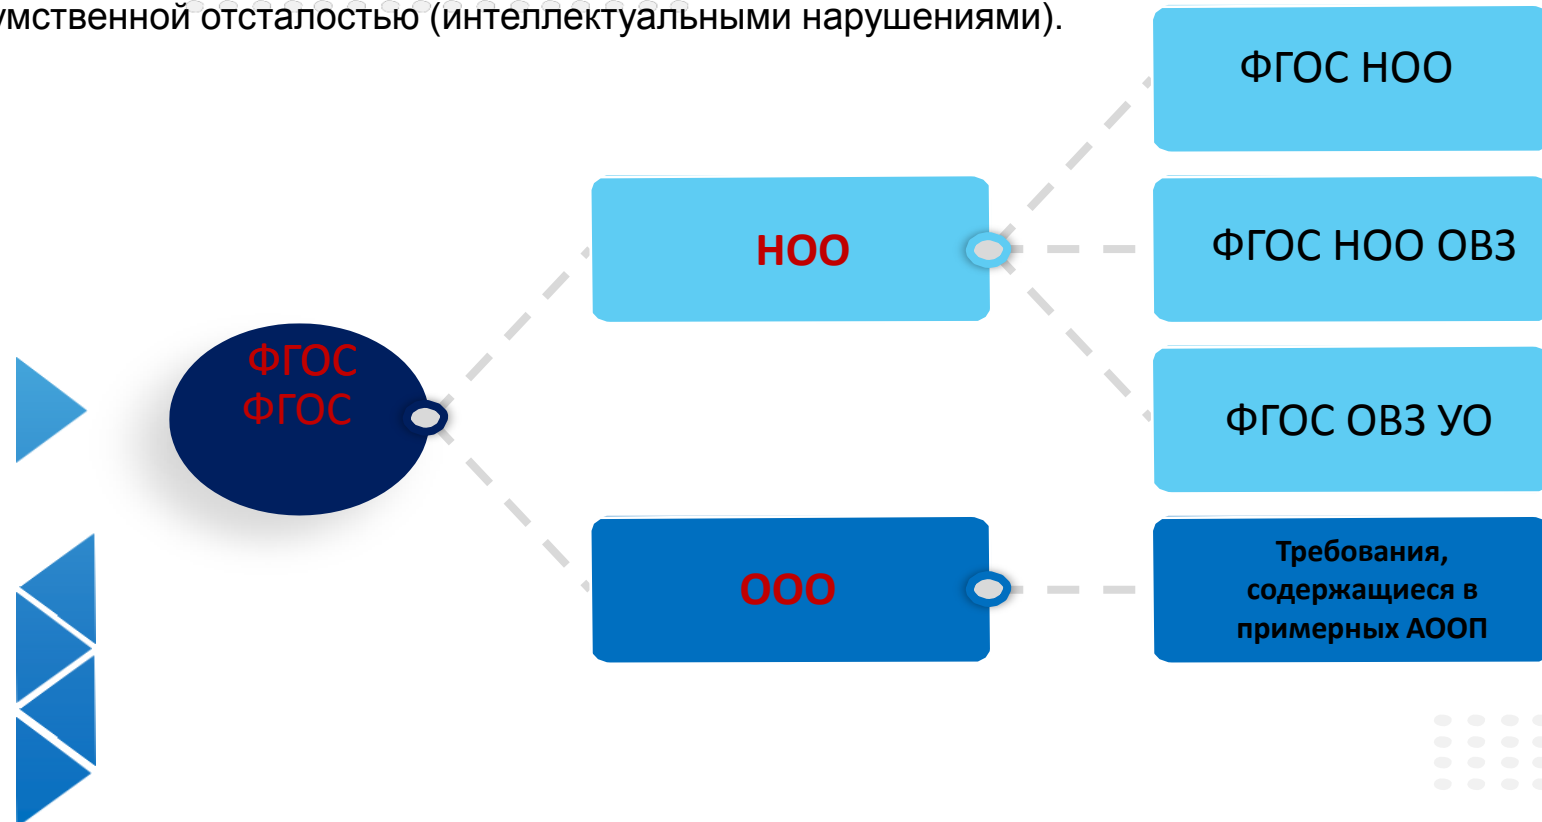 умственной отсталостью (интеллектуальными нарушениями).
ФГОС НОО
НОО
ФГОС НОО ОВЗ
ФГОС
ФГОС
ФГОС ОВЗ УО
ООО
Требования,
содержащиеся в
примерных АООП